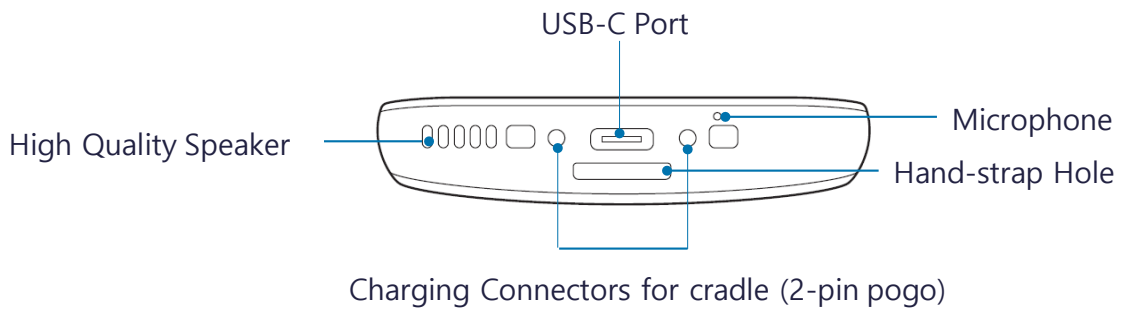 USB-C Port
Microphone
High Quality Speaker
Hand-strap Hole
Charging Connectors for cradle (2-pin pogo)